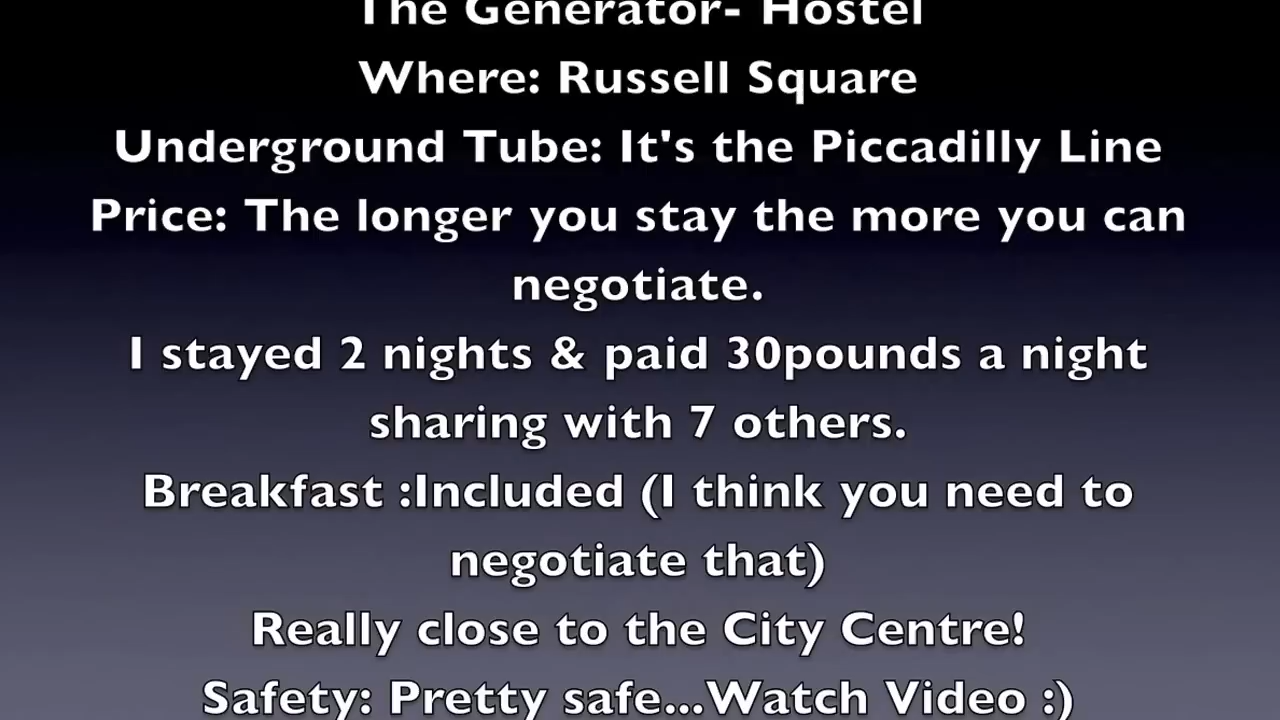 The Generator- Hostel
Where: Russell Square
Underground Tube: It's the Piccadilly Line
Price: The longer you stay the more you can
negotiate.
I stayed 2 nights & paid 30pounds a night
sharing with 7 others.
Breakfast :Included (I think you need to
negotiate that)
Really close to the City Centre!
Safety: Pretty safe...Watch Video :)